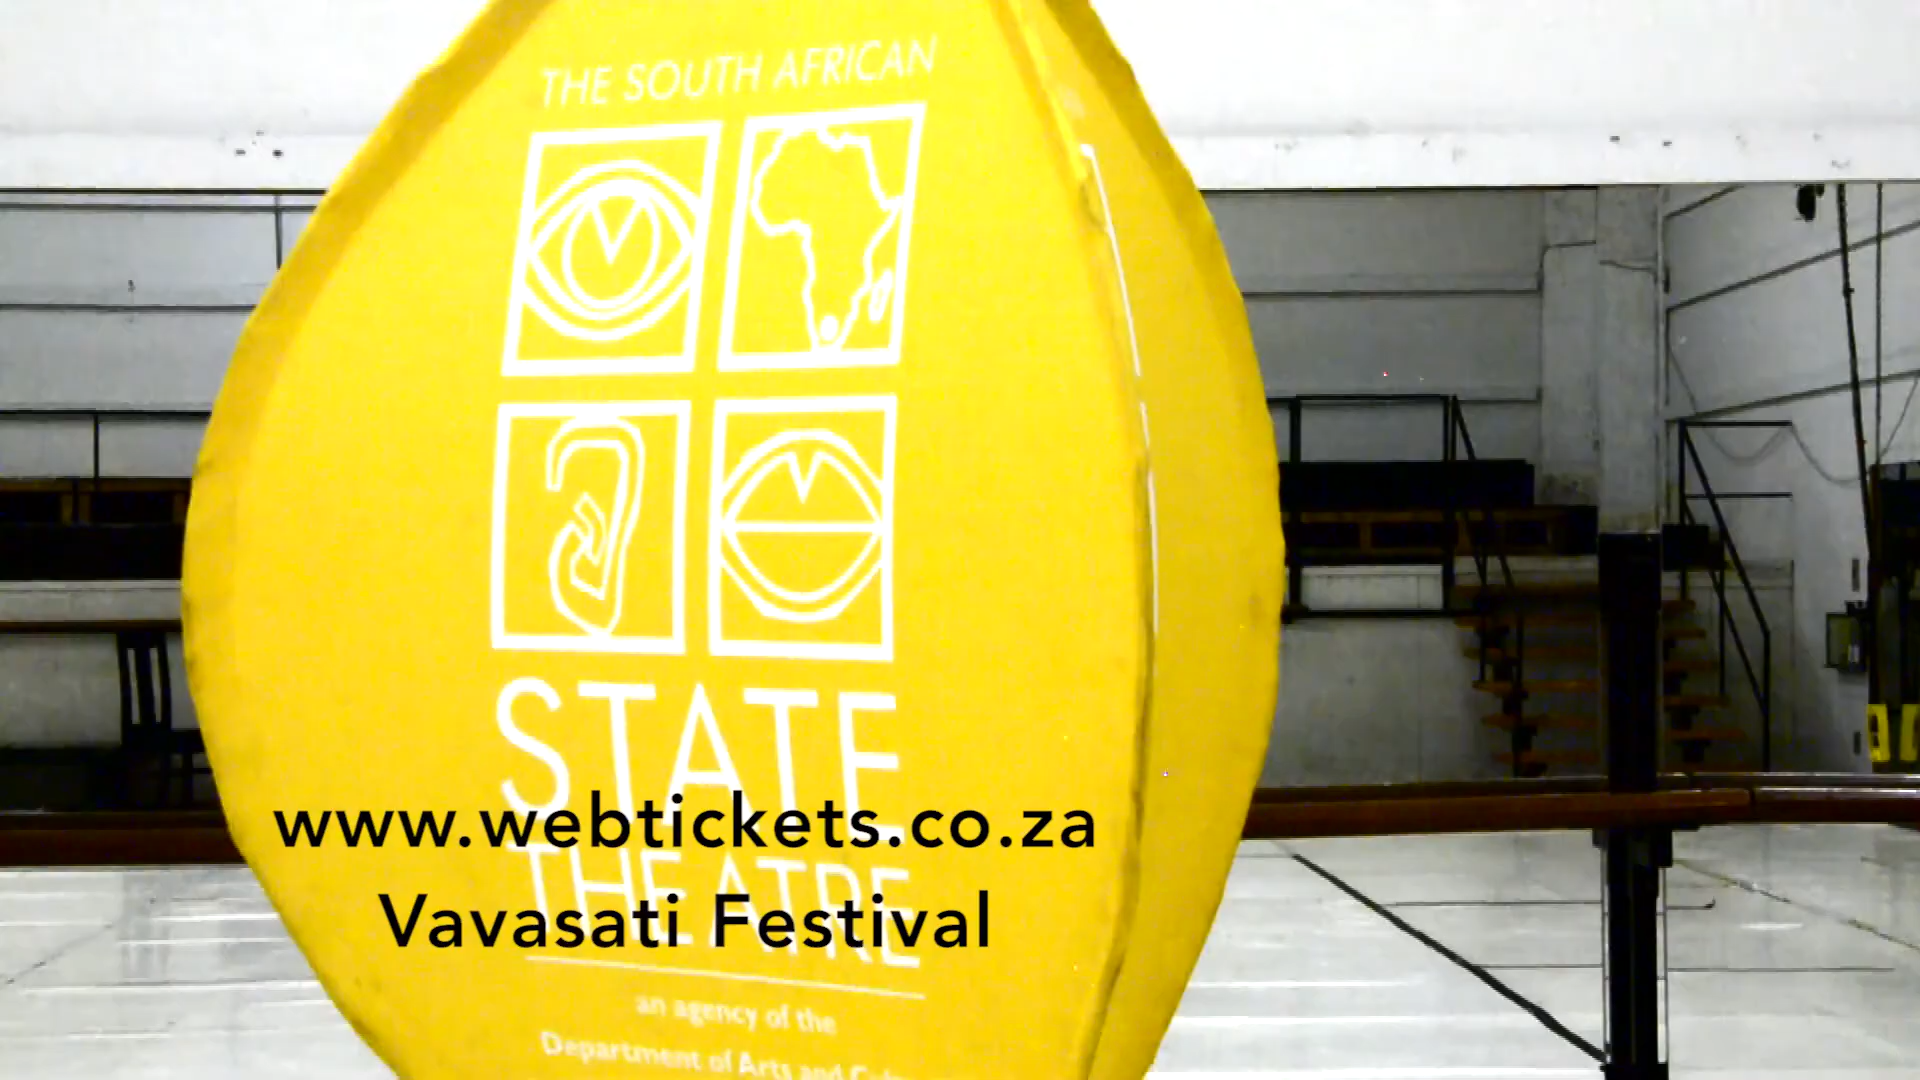 THE SOUTH AFRICAN
STATE
www.webtickets.co.za
THEATRE
Vavasati Festival
an agency of the
Department of Arts and